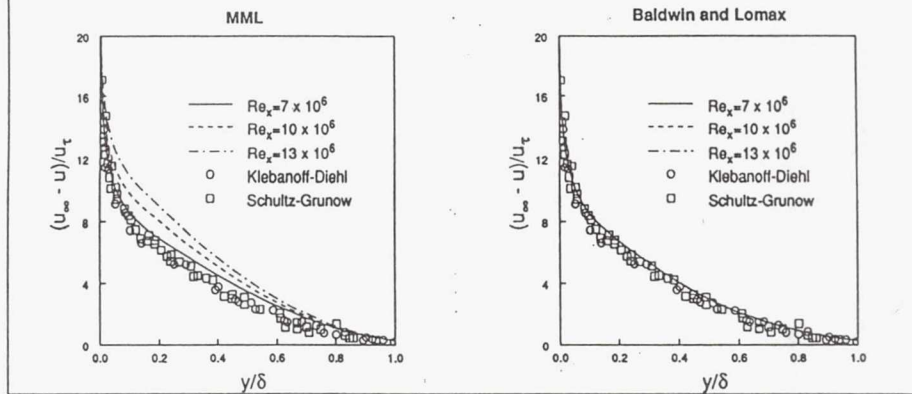 MML
20
16
12
8
4
0
(u∞ - u)/uτ
Reₓ=7 x 10⁶
Reₓ=10 x 10⁶
Reₓ=13 x 10⁶
Klebanoff-Diehl
Schultz-Grunow
0.0 0.2 0.4 0.6 0.8 1.0
y/δ
Baldwin and Lomax
20
16
12
8
4
0
(u∞ - u)/uτ
Reₓ=7 x 10⁶
Reₓ=10 x 10⁶
Reₓ=13 x 10⁶
Klebanoff-Diehl
Schultz-Grunow
0.0 0.2 0.4 0.6 0.8 1.0
y/δ